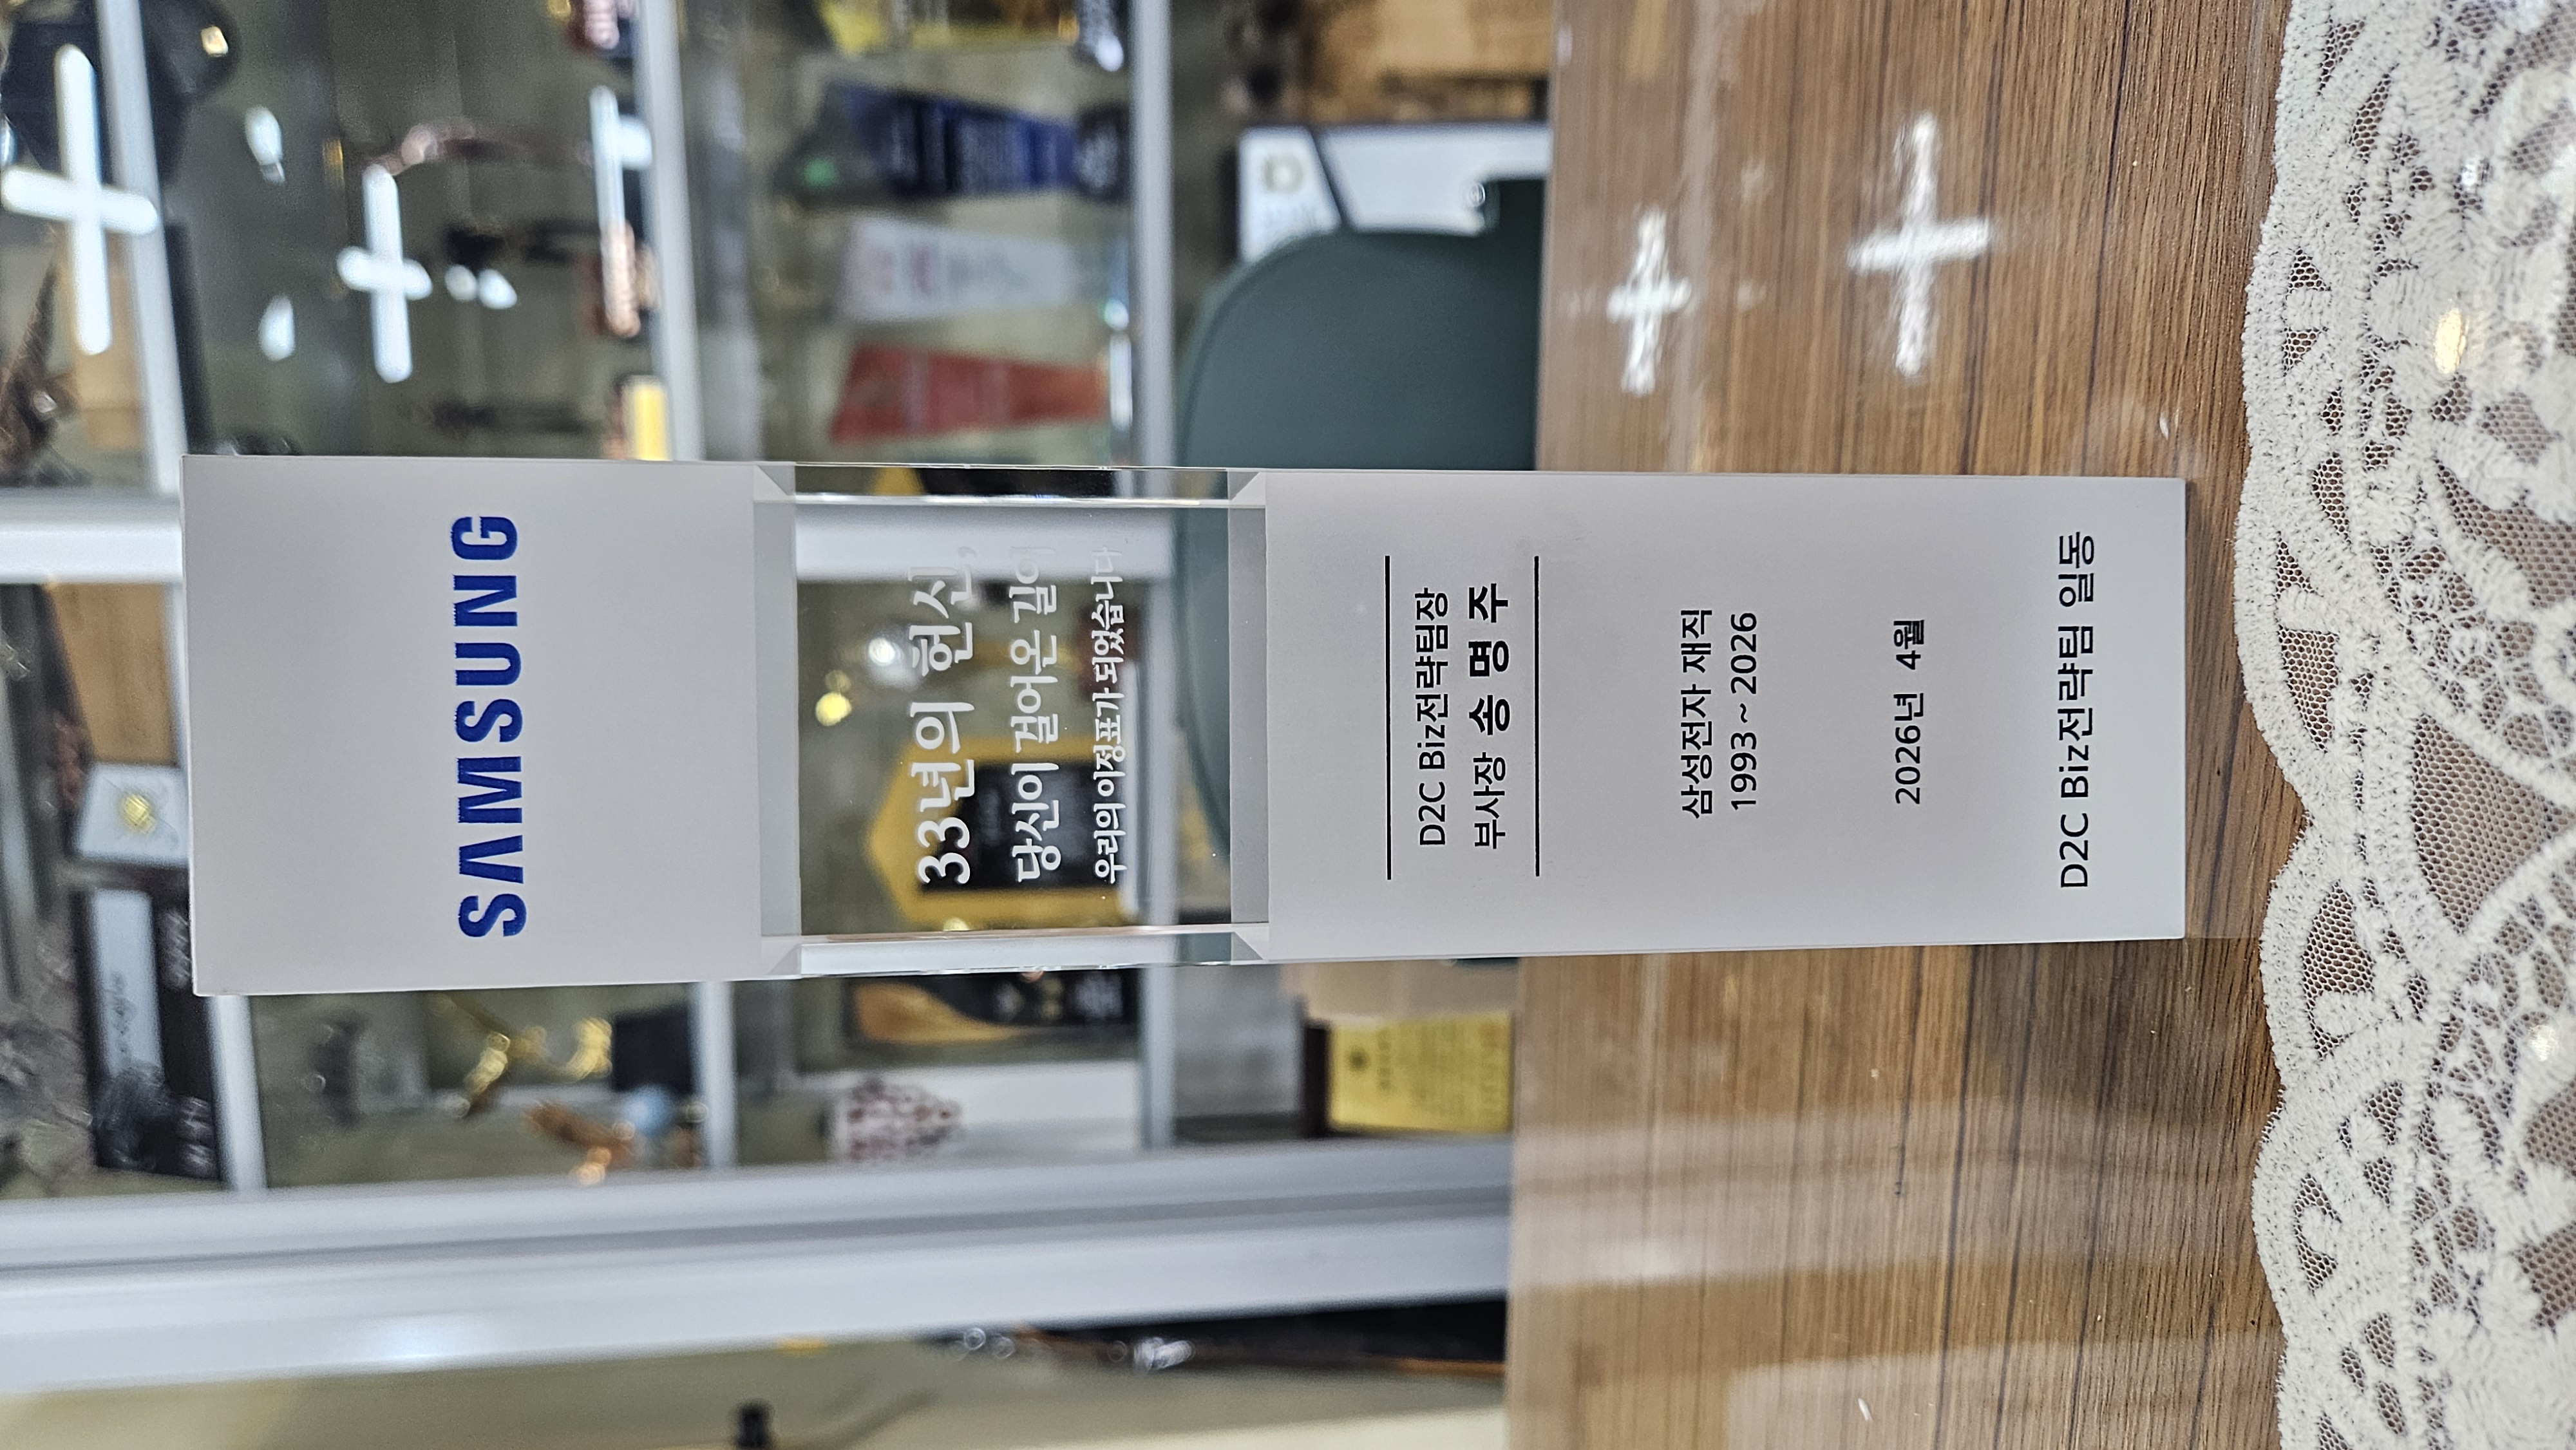 SAMSUNG
33년의 헌신,
당신이 걸어온 길이
우리의 이정표가 되었습니다
D2C Biz전략팀장
부사장 송 명 주
삼성전자 재직
1993 ~ 2026
2026년 4월
D2C Biz전략팀 일동